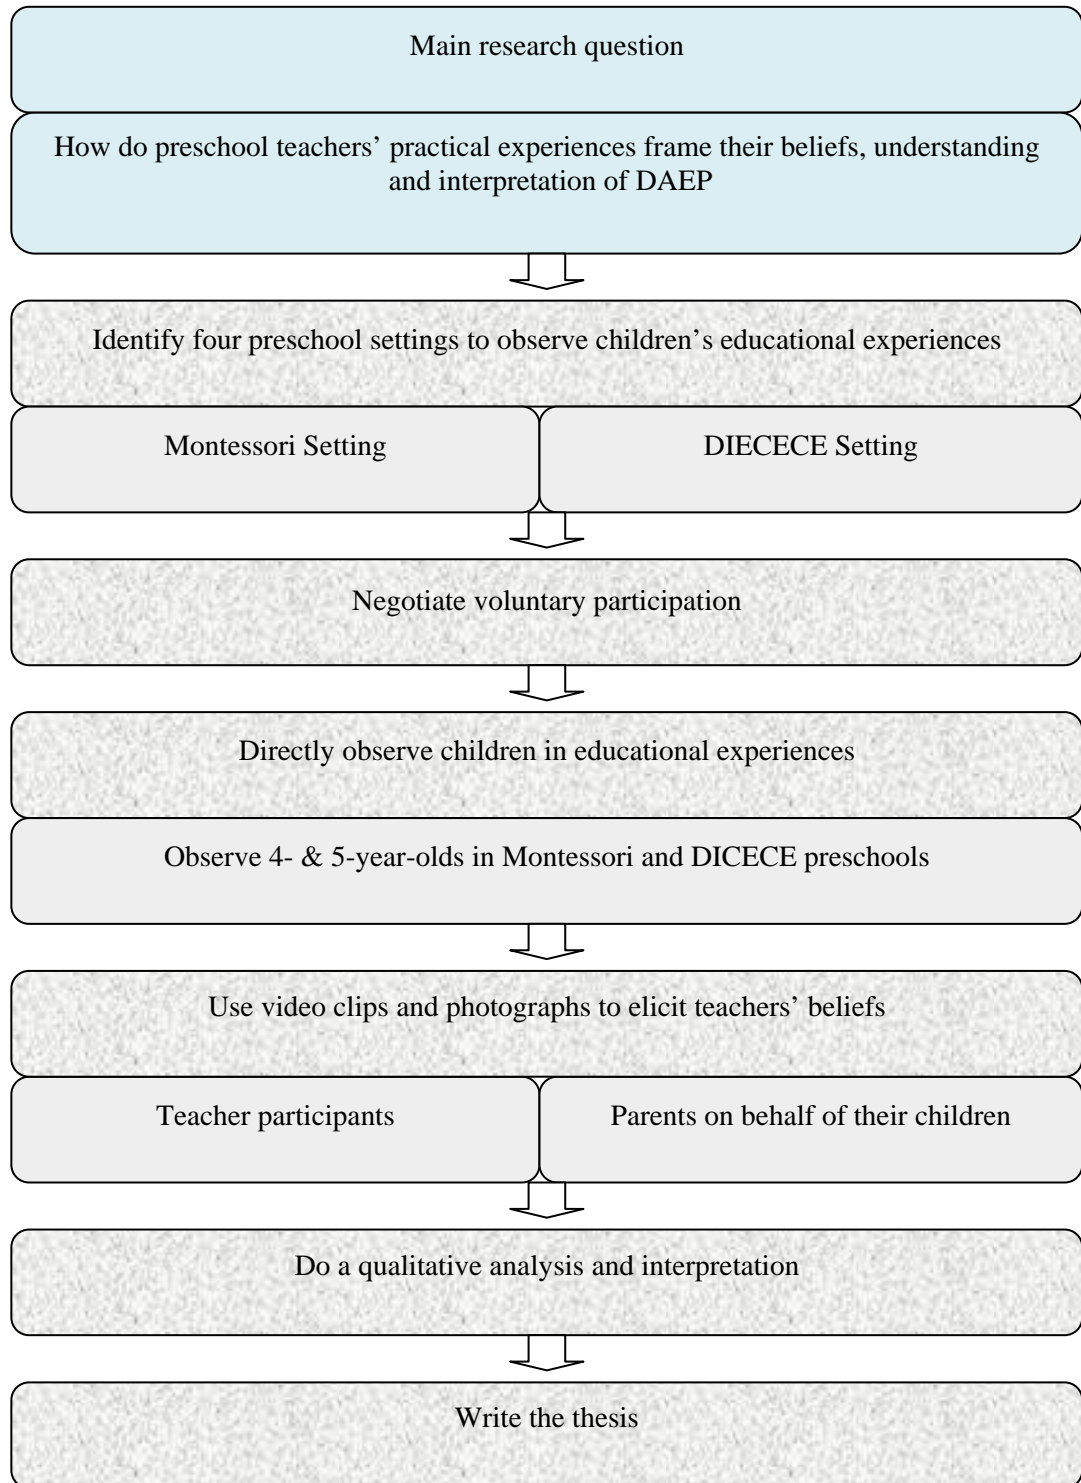 Main research question
How do preschool teachers’ practical experiences frame their beliefs, understanding
and interpretation of DAEP
Identify four preschool settings to observe children’s educational experiences
Montessori Setting
DIECECE Setting
Negotiate voluntary participation
Directly observe children in educational experiences
Observe 4- & 5-year-olds in Montessori and DICECE preschools
Use video clips and photographs to elicit teachers’ beliefs
Teacher participants
Parents on behalf of their children
Do a qualitative analysis and interpretation
Write the thesis